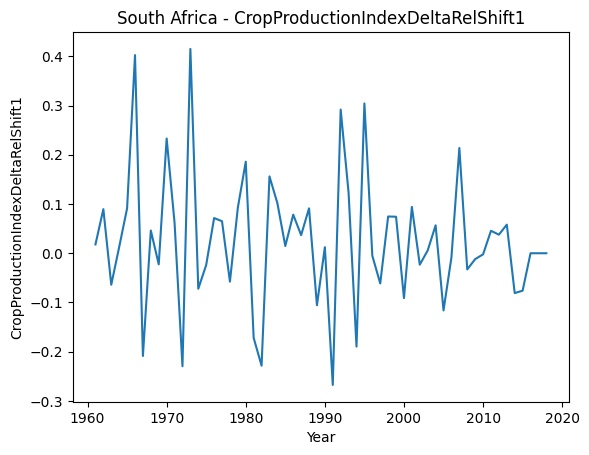 South Africa - CropProductionIndexDeltaRelShift1
CropProductionIndexDeltaRelShift1
0.4
0.3
0.2
0.1
0.0
−0.1
−0.2
−0.3
1960 1970 1980 1990 2000 2010 2020
Year